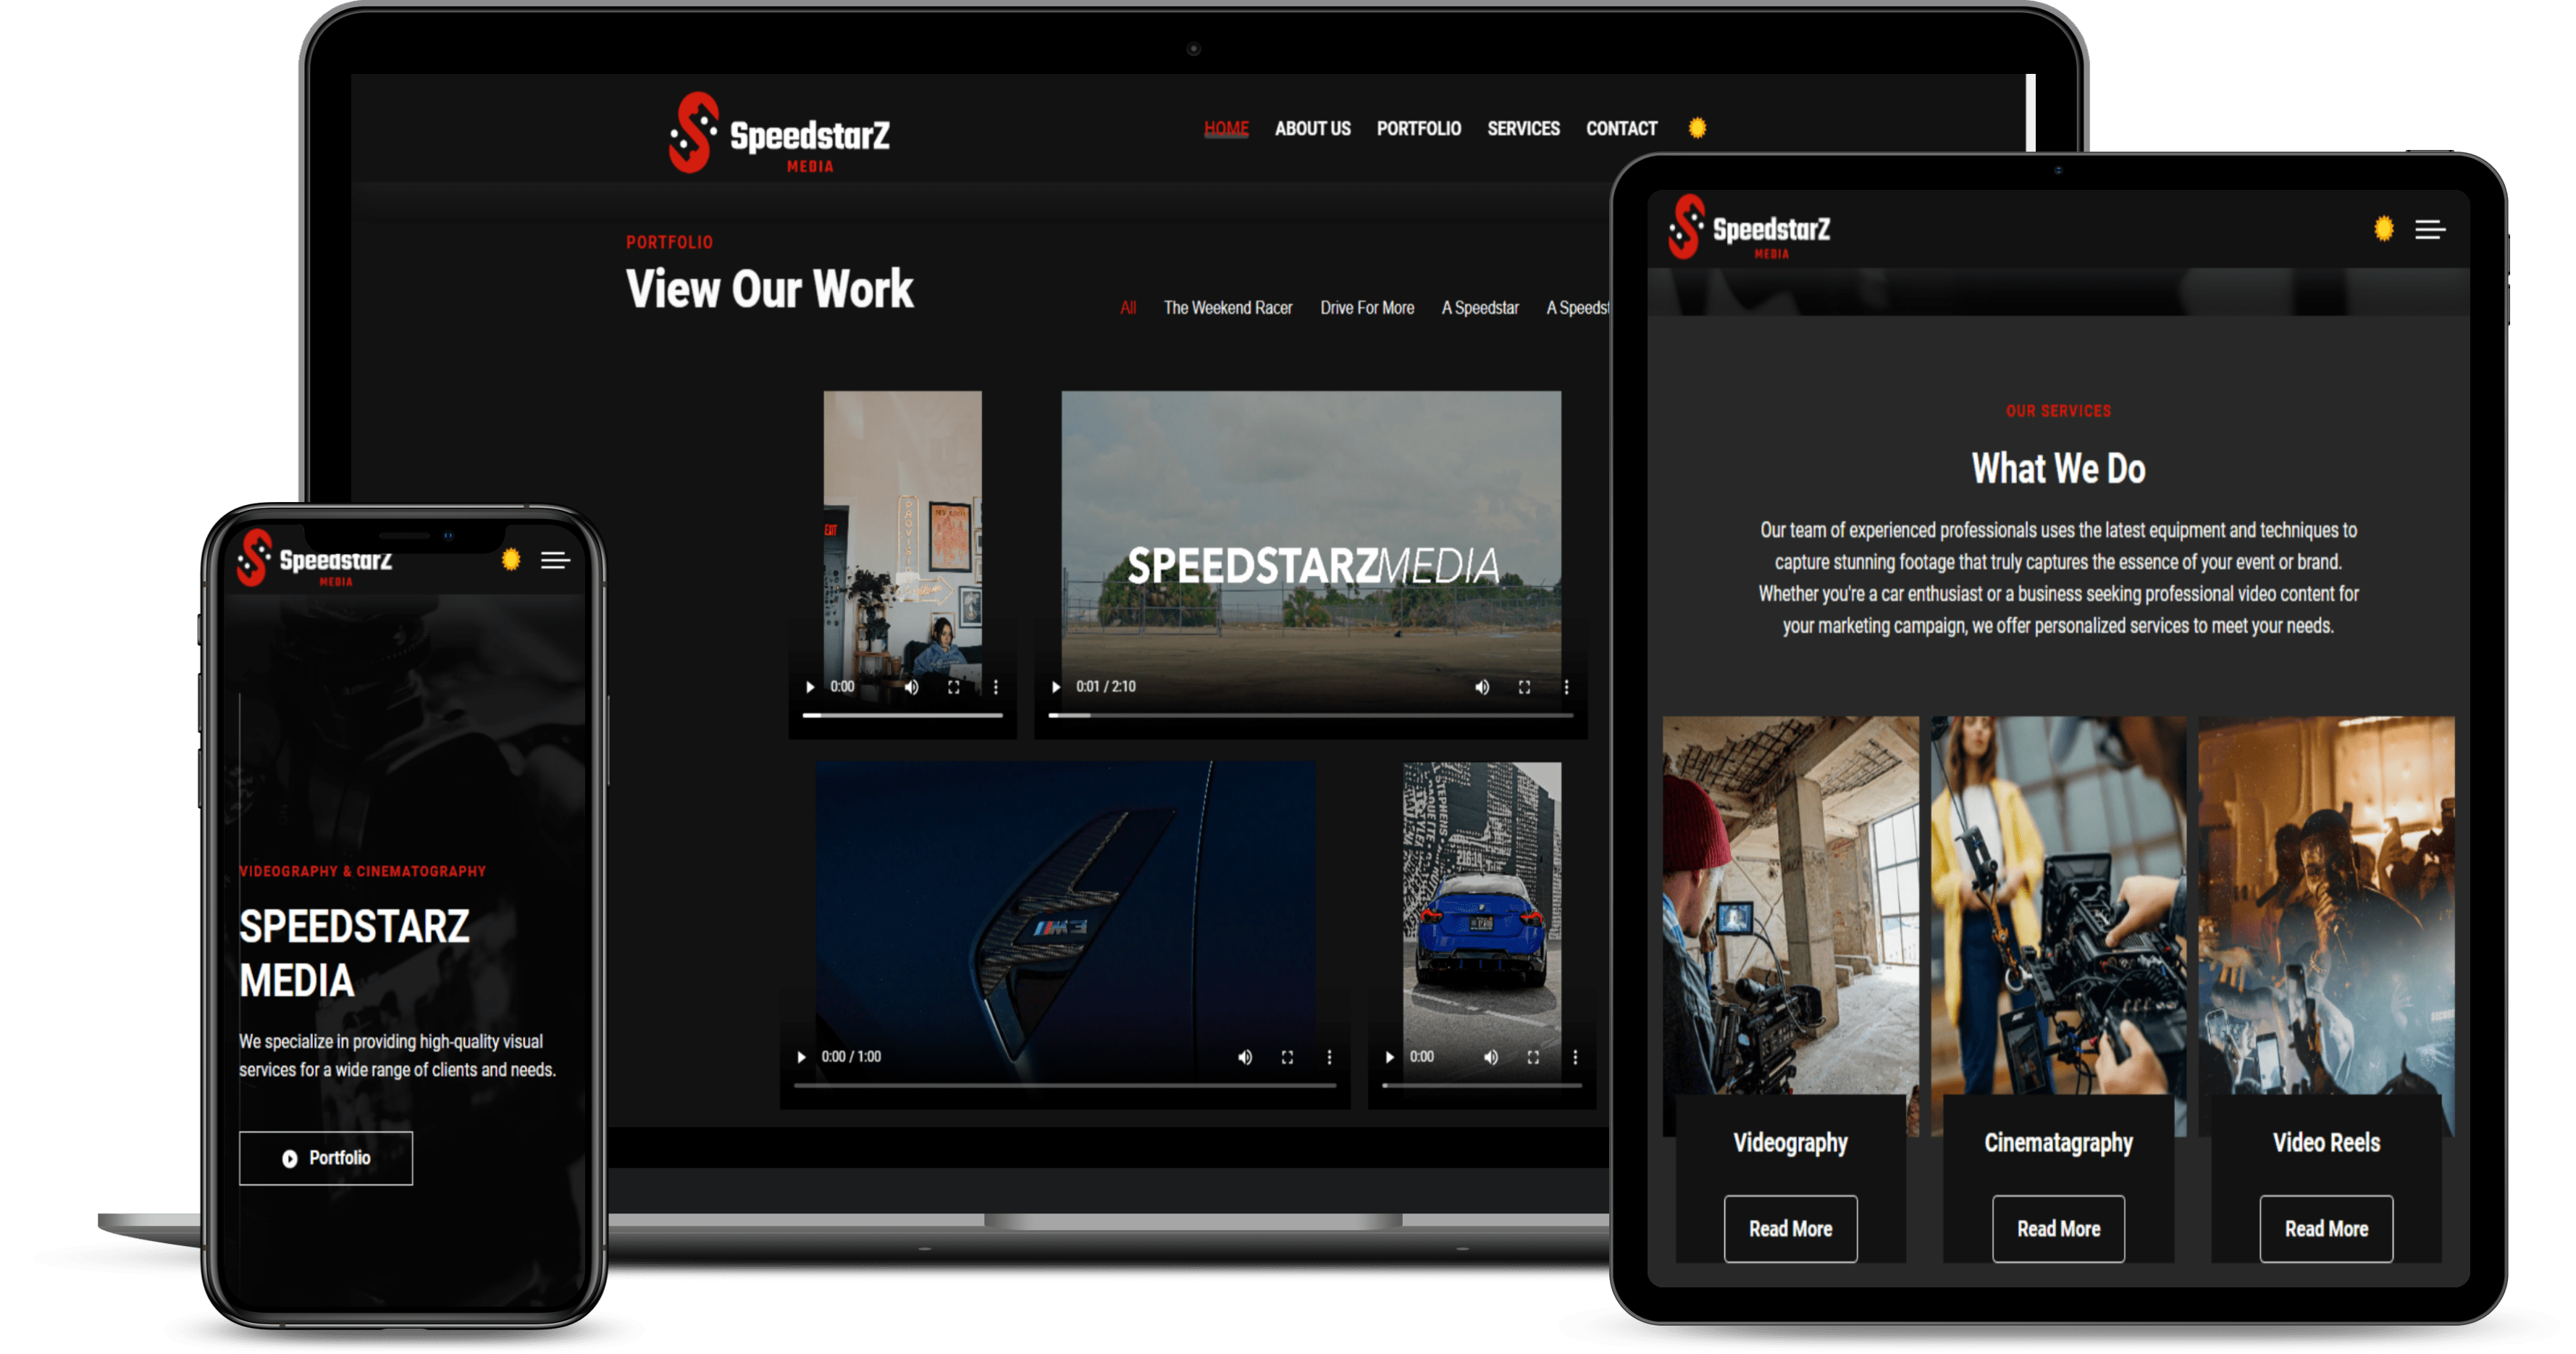 SpeedstarZ
MEDIA
HOME ABOUT US PORTFOLIO SERVICES CONTACT
PORTFOLIO
View Our Work
All The Weekend Racer Drive For More A Speedstar A Speedst
EXIT
SPEEDSTARZMEDIA
0:00
0:01 / 2:10
M3
STEPHENS
0:00 / 1:00
0:00
SpeedstarZ
MEDIA
VIDEOGRAPHY & CINEMATOGRAPHY
SPEEDSTARZ
MEDIA
We specialize in providing high-quality visual
services for a wide range of clients and needs.
Portfolio
SpeedstarZ
MEDIA
OUR SERVICES
What We Do
Our team of experienced professionals uses the latest equipment and techniques to
capture stunning footage that truly captures the essence of your event or brand.
Whether you're a car enthusiast or a business seeking professional video content for
your marketing campaign, we offer personalized services to meet your needs.
Videography
Cinematagraphy
Video Reels
Read More
Read More
Read More